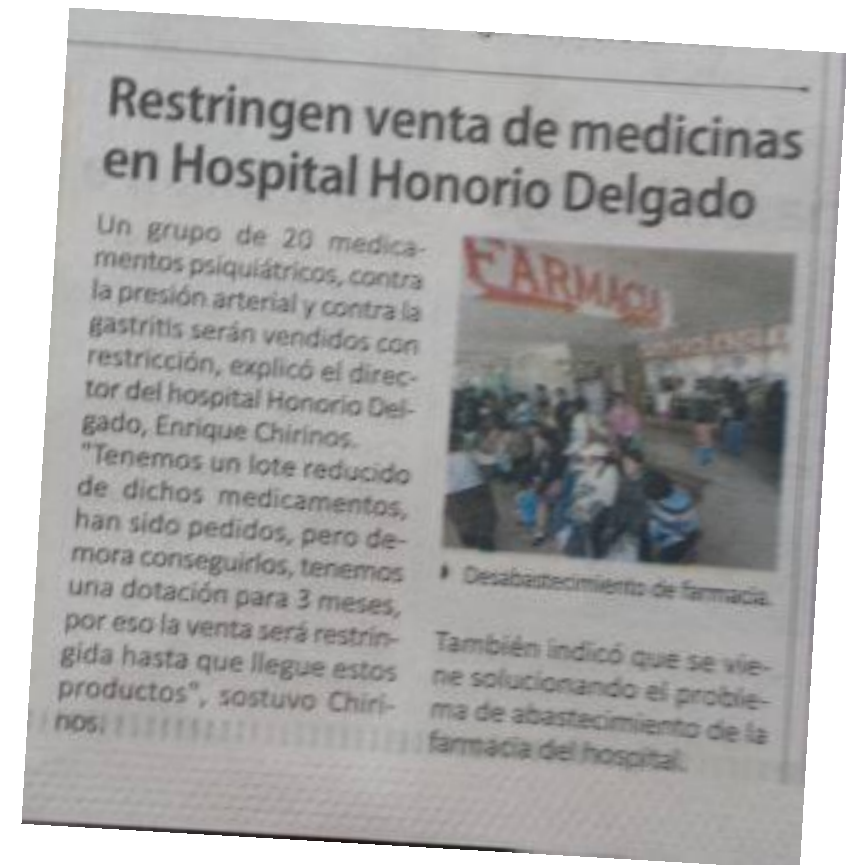 Restringen venta de medicinas
en Hospital Honorio Delgado
Un grupo de 20 medica-
mentos psiquiátricos, contra
la presión arterial y contra la
gastritis serán vendidos con
restricción, explicó el direc-
tor del hospital Honorio Del-
gado, Enrique Chirinos.
"Tenemos un lote reducido
de dichos medicamentos,
han sido pedidos, pero de-
mora conseguirlos, tenemos
una dotación para 3 meses,
por eso la venta será restrin-
gida hasta que llegue estos
productos", sostuvo Chiri-
nos.
FARMACIA
Desabastecimiento de farmacia.
También indicó que se vie-
ne solucionando el proble-
ma de abastecimiento de la
farmacia del hospital.